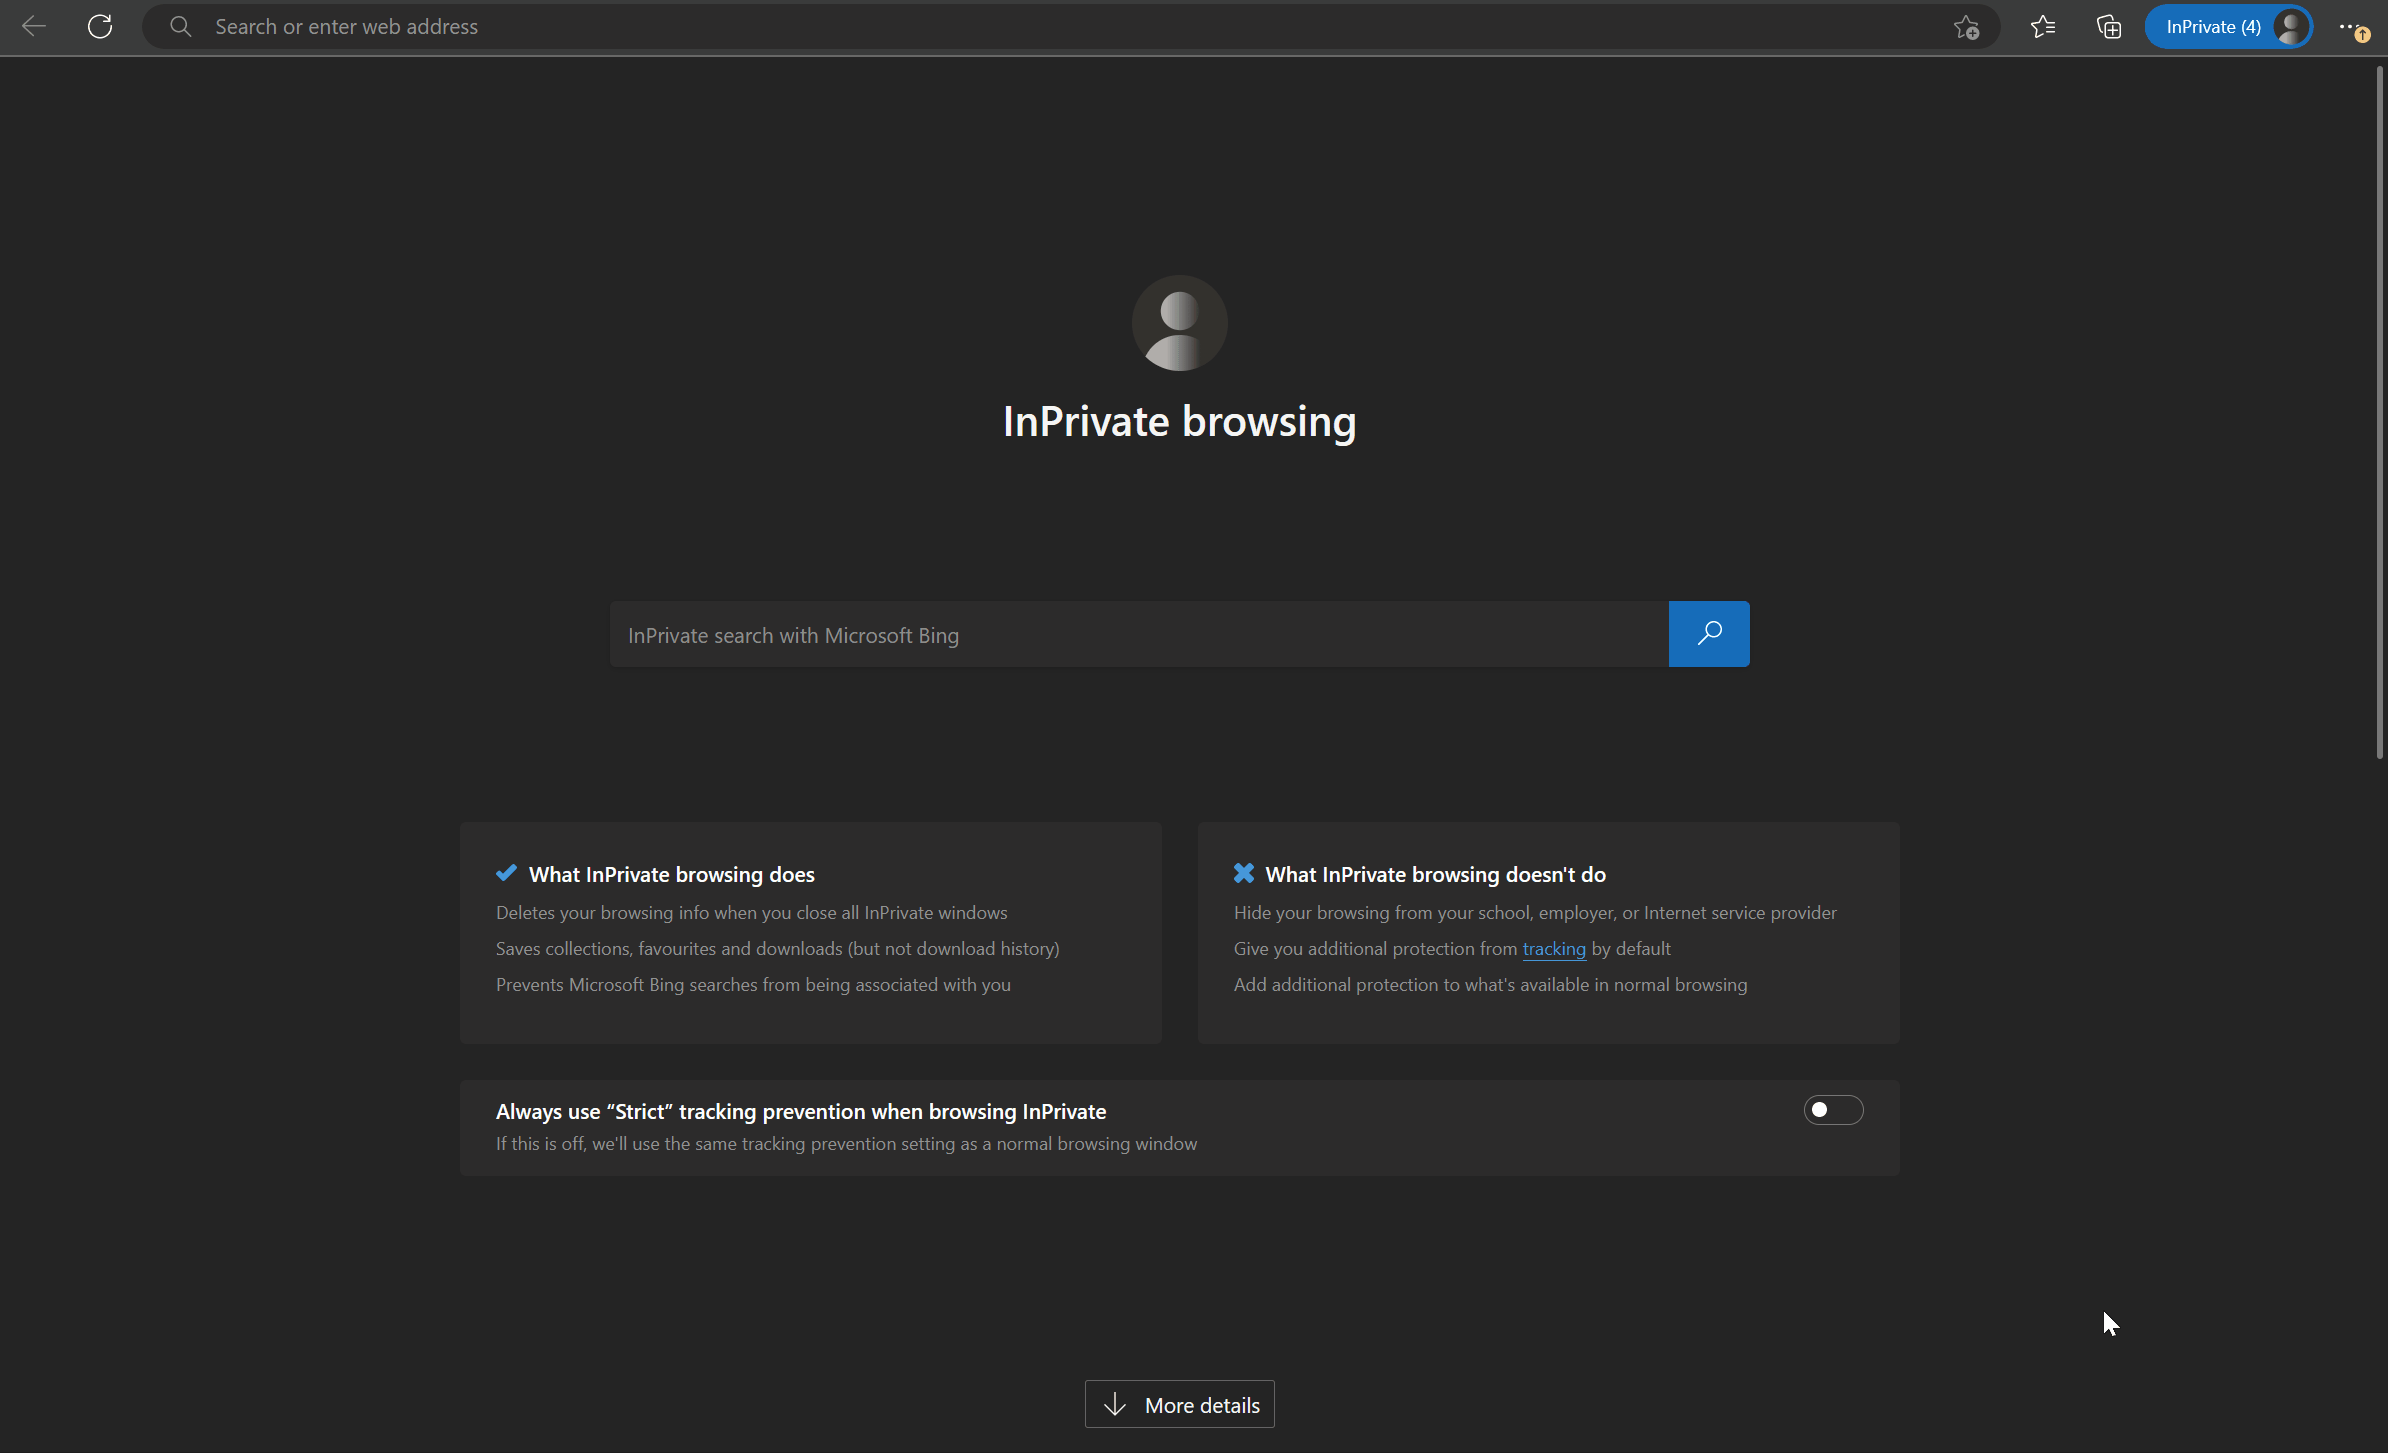 Search or enter web address
InPrivate (4)
InPrivate browsing
InPrivate search with Microsoft Bing
What InPrivate browsing does
Deletes your browsing info when you close all InPrivate windows
Saves collections, favourites and downloads (but not download history)
Prevents Microsoft Bing searches from being associated with you
What InPrivate browsing doesn't do
Hide your browsing from your school, employer, or Internet service provider
Give you additional protection from tracking by default
Add additional protection to what's available in normal browsing
Always use “Strict” tracking prevention when browsing InPrivate
If this is off, we'll use the same tracking prevention setting as a normal browsing window
More details